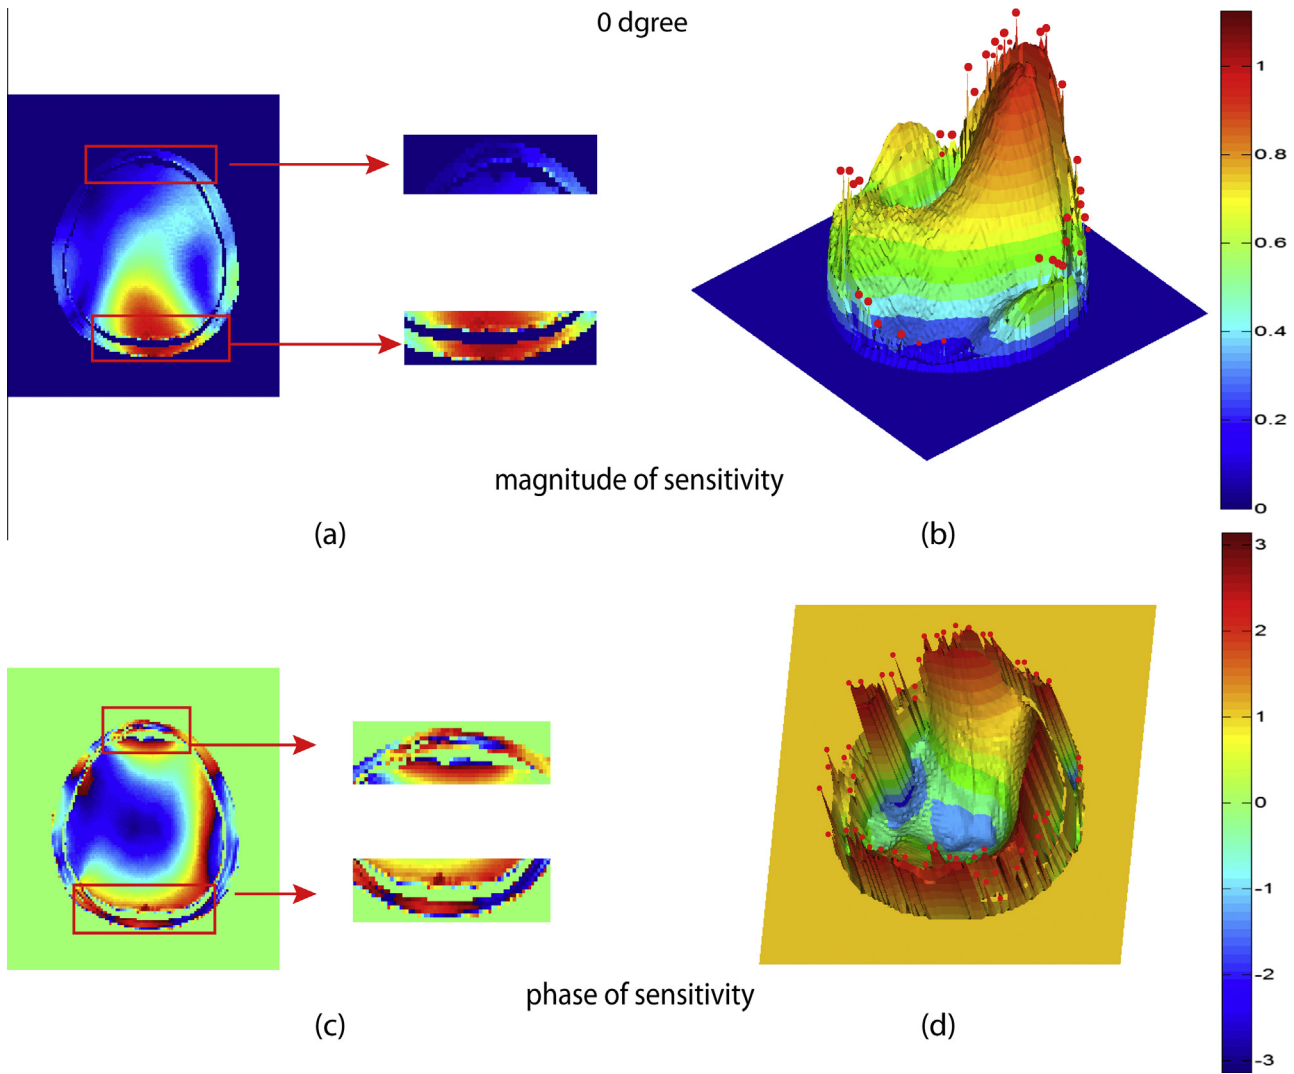 0 dgree
1
0.8
0.6
0.4
0.2
0
magnitude of sensitivity
(a)
(b)
3
2
1
0
-1
-2
-3
phase of sensitivity
(c)
(d)